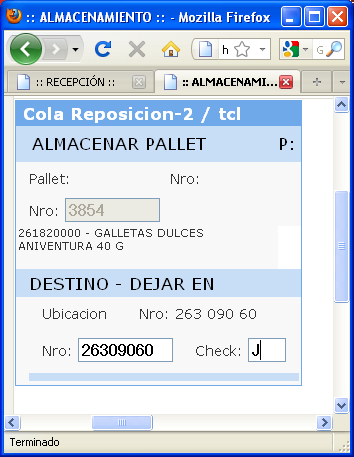 :: ALMACENAMIENTO :: - Mozilla Firefox
h
G
:: RECEPCIÓN ::
:: ALMACENAMI...
Cola Reposicion-2 / tcl
ALMACENAR PALLET P:
Pallet: Nro:
Nro: 3854
261820000 - GALLETAS DULCES
ANIVENTURA 40 G
DESTINO - DEJAR EN
Ubicacion Nro: 263 090 60
Nro: 26309060 Check: J
Terminado